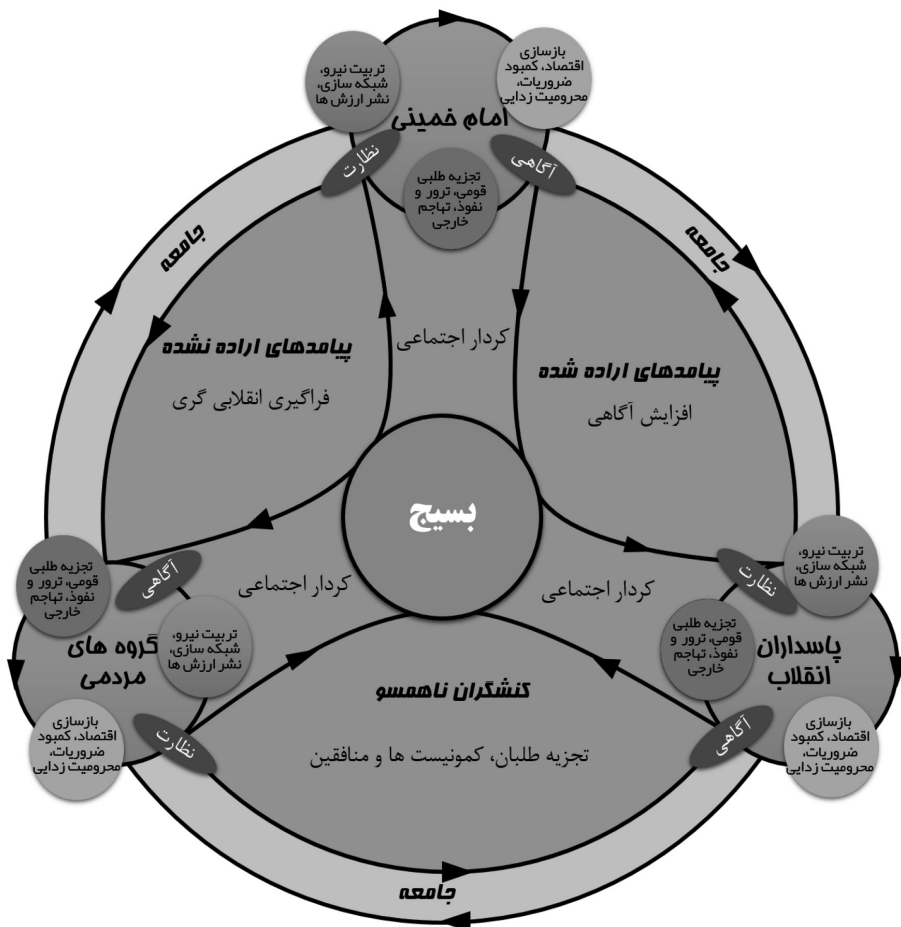 تربیت نیرو،
شبکه سازی،
نشر ارزش ها
بازسازی
اقتصاد، کمبود
ضروریات،
محرومیت زدایی
امام خمینی
نظارت
آگاهی
تجزیه طلبی
قومی، ترور و
نفوذ، تهاجم
خارجی
جامعه
جامعه
کردار اجتماعی
پیامدهای اراده شده
افزایش آگاهی
پیامدهای اراده نشده
فراگیری انقلابی گری
بسیج
کردار اجتماعی
کردار اجتماعی
تربیت نیرو،
شبکه سازی،
نشر ارزش ها
نظارت
تجزیه طلبی
قومی، ترور و
نفوذ، تهاجم
خارجی
پاسداران
انقلاب
آگاهی
بازسازی
اقتصاد، کمبود
ضروریات،
محرومیت زدایی
تجزیه طلبی
قومی، ترور و
نفوذ، تهاجم
خارجی
آگاهی
تربیت نیرو،
شبکه سازی،
نشر ارزش ها
گروه های
مردمی
نظارت
بازسازی
اقتصاد، کمبود
ضروریات،
محرومیت زدایی
کنشگران ناهمسو
تجزیه طلبان، کمونیست ها و منافقین
جامعه